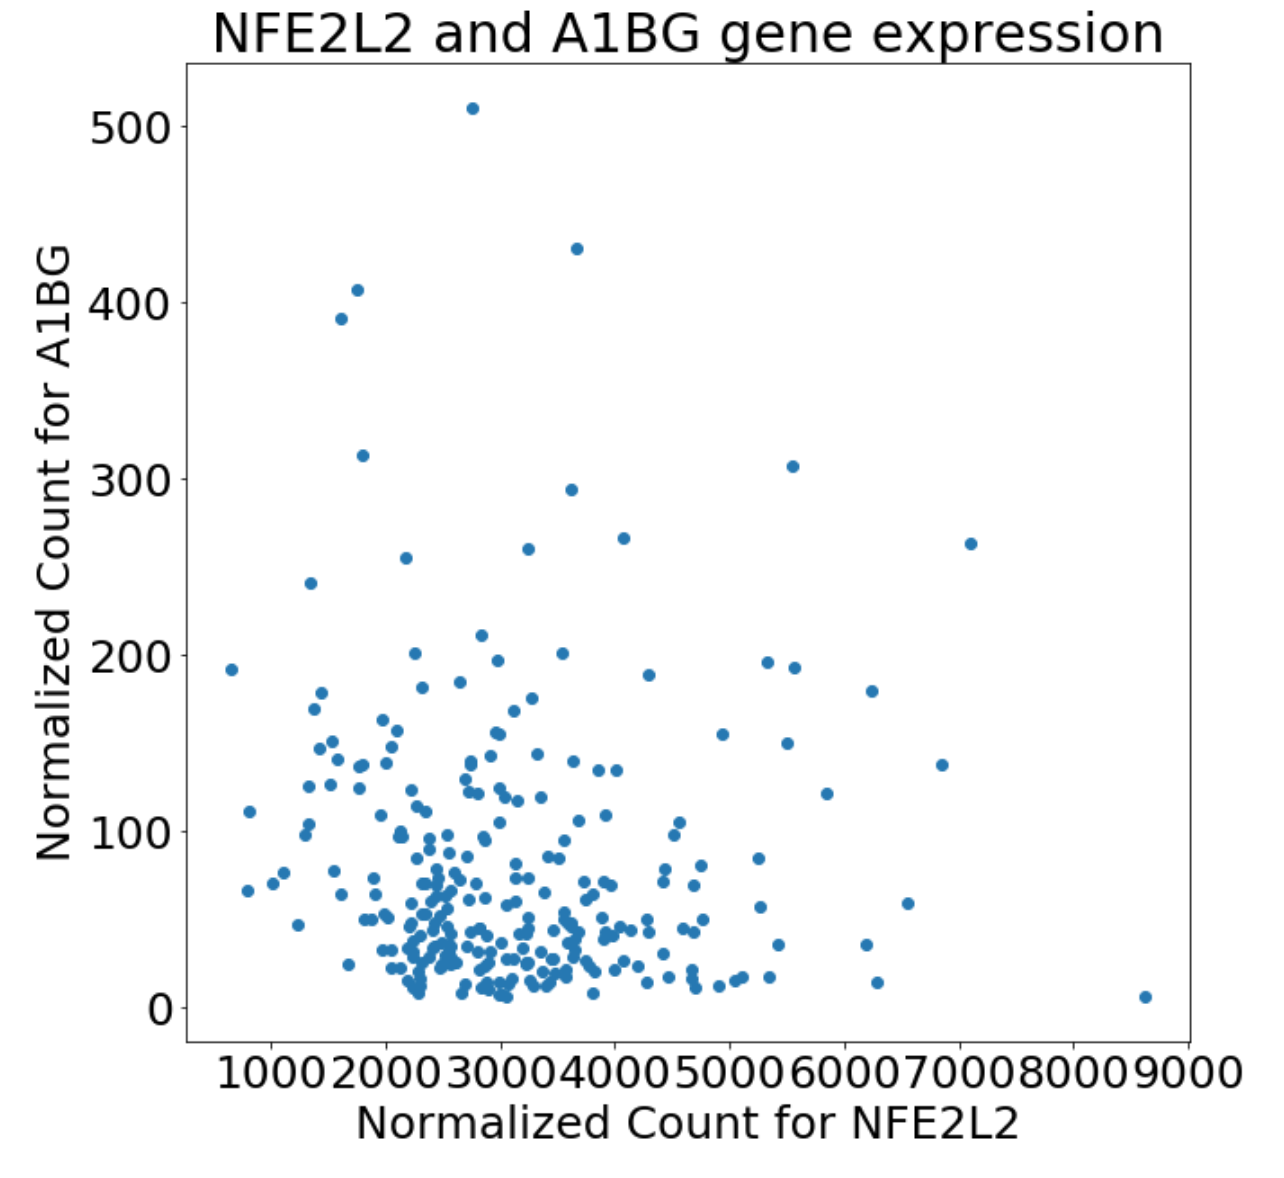 NFE2L2 and A1BG gene expression
Normalized Count for A1BG
500
400
300
200
100
0
1000 2000 3000 4000 5000 6000 7000 8000 9000
Normalized Count for NFE2L2